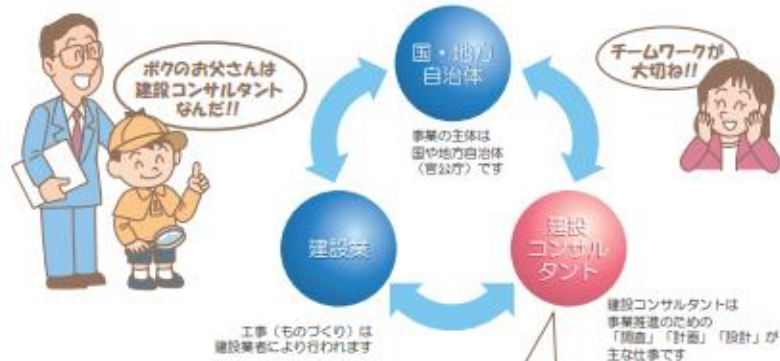 ボクのお父さんは
建設コンサルタント
なんだ!!
国・地方
自治体
チームワークが
大切ね!!
事業の主体は
国や地方自治体
(官公庁)です
建設業
建設
コンサル
タント
工事(ものづくり)は
建設業者により行われます
建設コンサルタントは
事業推進のための
「調査」「計画」「設計」が
主な仕事です